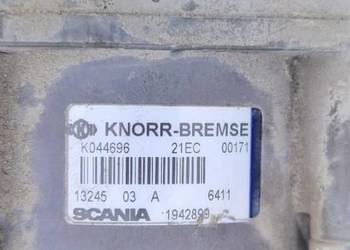 KNORR-BREMSE
K044696 21EC 00171
13245 03 A 6411
SCANIA 1942899